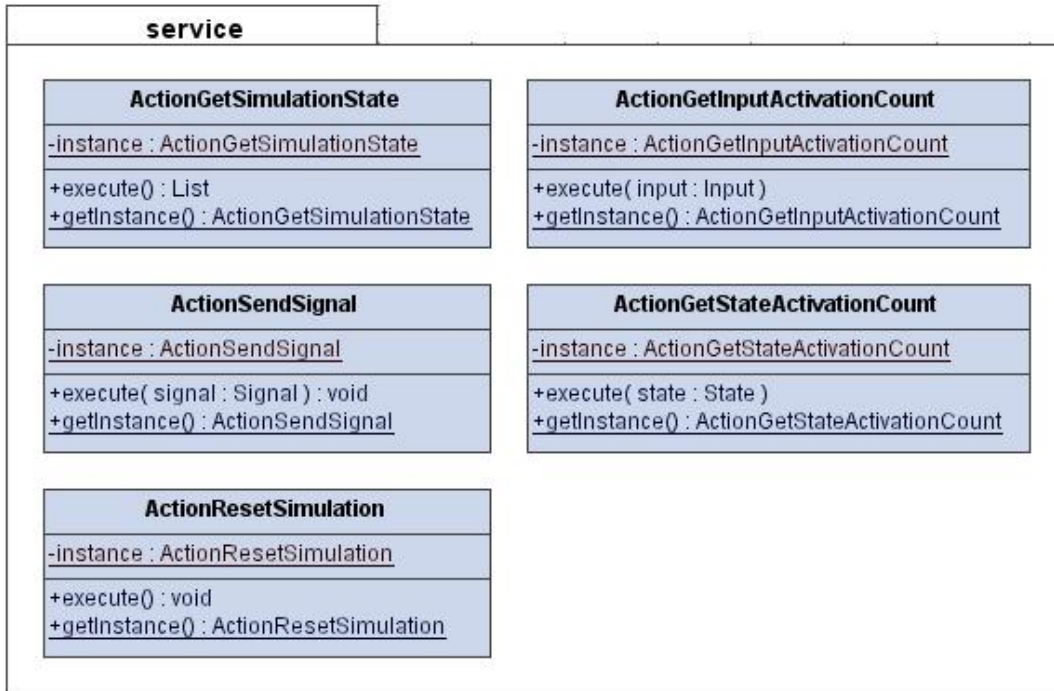 service
ActionGetSimulationState
-instance : ActionGetSimulationState
+execute() : List
+getInstance() : ActionGetSimulationState
ActionGetInputActivationCount
-instance : ActionGetInputActivationCount
+execute( input : Input )
+getInstance() : ActionGetInputActivationCount
ActionSendSignal
-instance : ActionSendSignal
+execute( signal : Signal ) : void
+getInstance() : ActionSendSignal
ActionGetStateActivationCount
-instance : ActionGetStateActivationCount
+execute( state : State )
+getInstance() : ActionGetStateActivationCount
ActionResetSimulation
-instance : ActionResetSimulation
+execute() : void
+getInstance() : ActionResetSimulation